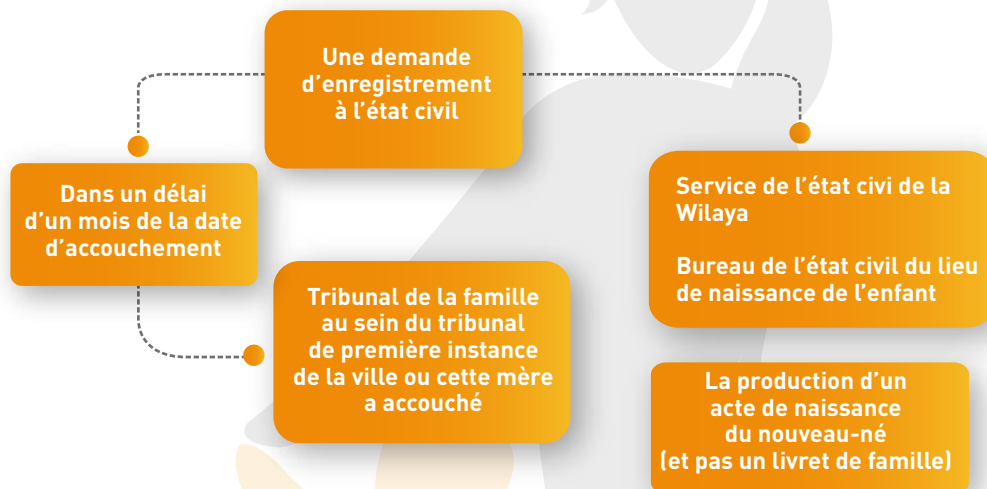 Une demande
d'enregistrement
à l'état civil
Dans un délai
d'un mois de la date
d'accouchement
Tribunal de la famille
au sein du tribunal
de première instance
de la ville ou cette mère
a accouché
Service de l'état civi de la
Wilaya
Bureau de l'état civil du lieu
de naissance de l'enfant
La production d'un
acte de naissance
du nouveau-né
(et pas un livret de famille)